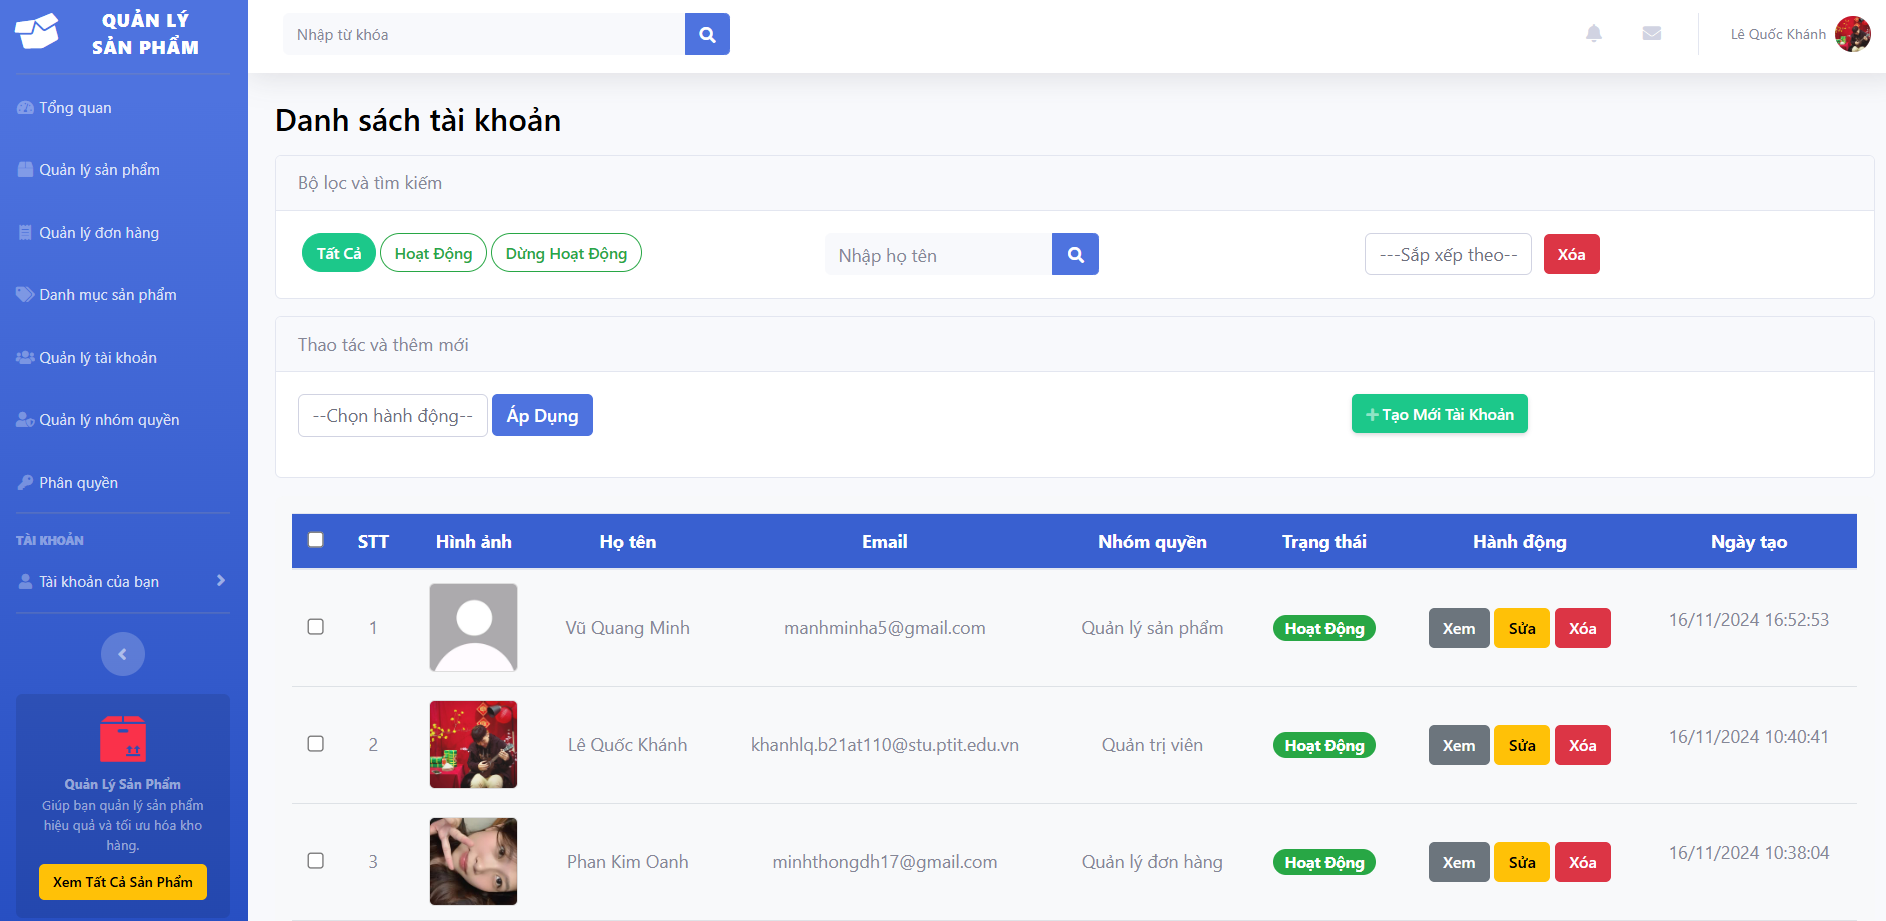 QUẢN LÝ
SẢN PHẨM
Tổng quan
Quản lý sản phẩm
Quản lý đơn hàng
Danh mục sản phẩm
Quản lý tài khoản
Quản lý nhóm quyền
Phân quyền
TÀI KHOẢN
Tài khoản của bạn
Quản Lý Sản Phẩm
Giúp bạn quản lý sản phẩm
hiệu quả và tối ưu hóa kho
hàng.
Xem Tất Cả Sản Phẩm
Nhập từ khóa
Lê Quốc Khánh
Danh sách tài khoản
Bộ lọc và tìm kiếm
Tất Cả Hoạt Động Dừng Hoạt Động Nhập họ tên ---Sắp xếp theo-- Xóa
Thao tác và thêm mới
--Chọn hành động-- Áp Dụng +Tạo Mới Tài Khoản
STT Hình ảnh Họ tên Email Nhóm quyền Trạng thái Hành động Ngày tạo
1 Vũ Quang Minh manhminha5@gmail.com Quản lý sản phẩm Hoạt Động Xem Sửa Xóa 16/11/2024 16:52:53
2 Lê Quốc Khánh khanhlq.b21at110@stu.ptit.edu.vn Quản trị viên Hoạt Động Xem Sửa Xóa 16/11/2024 10:40:41
3 Phan Kim Oanh minhthongdh17@gmail.com Quản lý đơn hàng Hoạt Động Xem Sửa Xóa 16/11/2024 10:38:04